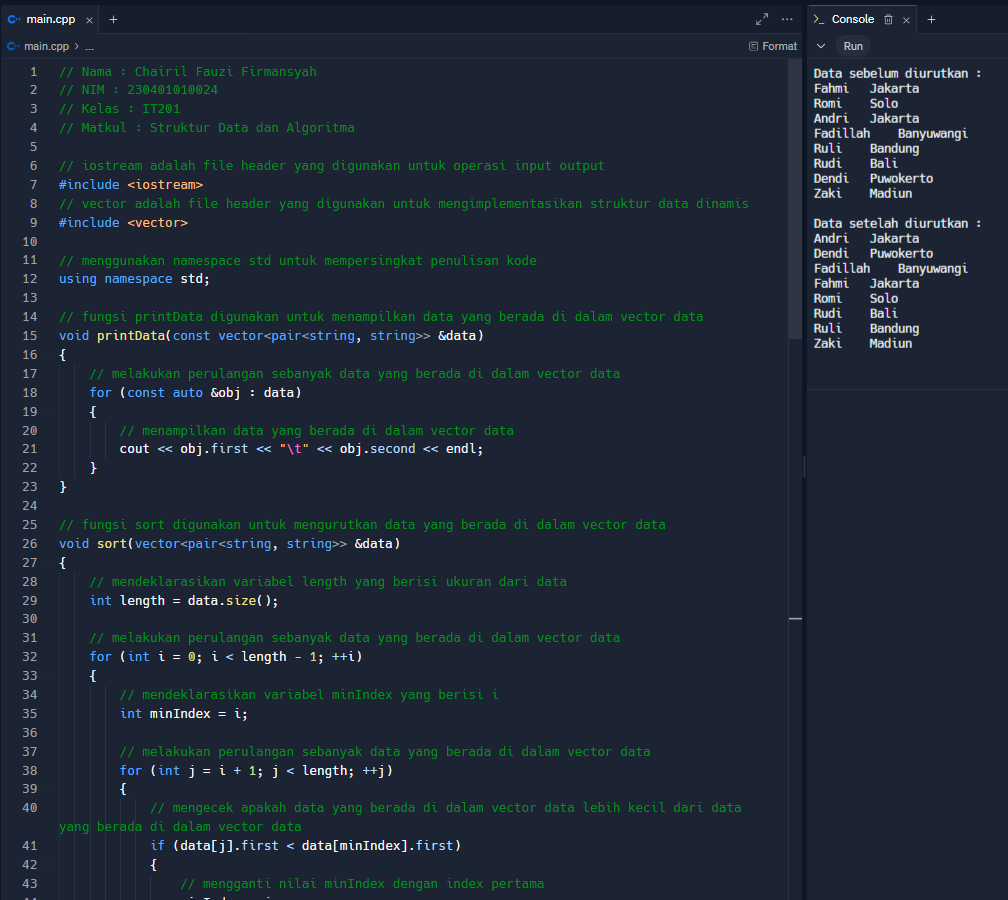 main.cpp
main.cpp > ...
Format
1 // Nama : Chairil Fauzi Firmansyah
2 // NIM : 230401010024
3 // Kelas : IT201
4 // Matkul : Struktur Data dan Algoritma
5
6 // iostream adalah file header yang digunakan untuk operasi input output
7 #include <iostream>
8 // vector adalah file header yang digunakan untuk mengimplementasikan struktur data dinamis
9 #include <vector>
10
11 // menggunakan namespace std untuk mempersingkat penulisan kode
12 using namespace std;
13
14 // fungsi printData digunakan untuk menampilkan data yang berada di dalam vector data
15 void printData(const vector<pair<string, string>> &data)
16 {
17 // melakukan perulangan sebanyak data yang berada di dalam vector data
18 for (const auto &obj : data)
19 {
20 // menampilkan data yang berada di dalam vector data
21 cout << obj.first << "\t" << obj.second << endl;
22 }
23 }
24
25 // fungsi sort digunakan untuk mengurutkan data yang berada di dalam vector data
26 void sort(vector<pair<string, string>> &data)
27 {
28 // mendeklarasikan variabel length yang berisi ukuran dari data
29 int length = data.size();
30
31 // melakukan perulangan sebanyak data yang berada di dalam vector data
32 for (int i = 0; i < length - 1; ++i)
33 {
34 // mendeklarasikan variabel minIndex yang berisi i
35 int minIndex = i;
36
37 // melakukan perulangan sebanyak data yang berada di dalam vector data
38 for (int j = i + 1; j < length; ++j)
39 {
40 // mengecek apakah data yang berada di dalam vector data lebih kecil dari data
yang berada di dalam vector data
41 if (data[j].first < data[minIndex].first)
42 {
43 // mengganti nilai minIndex dengan index pertama
Console
Run
Data sebelum diurutkan :
Fahmi Jakarta
Romi Solo
Andri Jakarta
Fadillah Banyuwangi
Ruli Bandung
Rudi Bali
Dendi Puwokerto
Zaki Madiun
Data setelah diurutkan :
Andri Jakarta
Dendi Puwokerto
Fadillah Banyuwangi
Fahmi Jakarta
Romi Solo
Rudi Bali
Ruli Bandung
Zaki Madiun